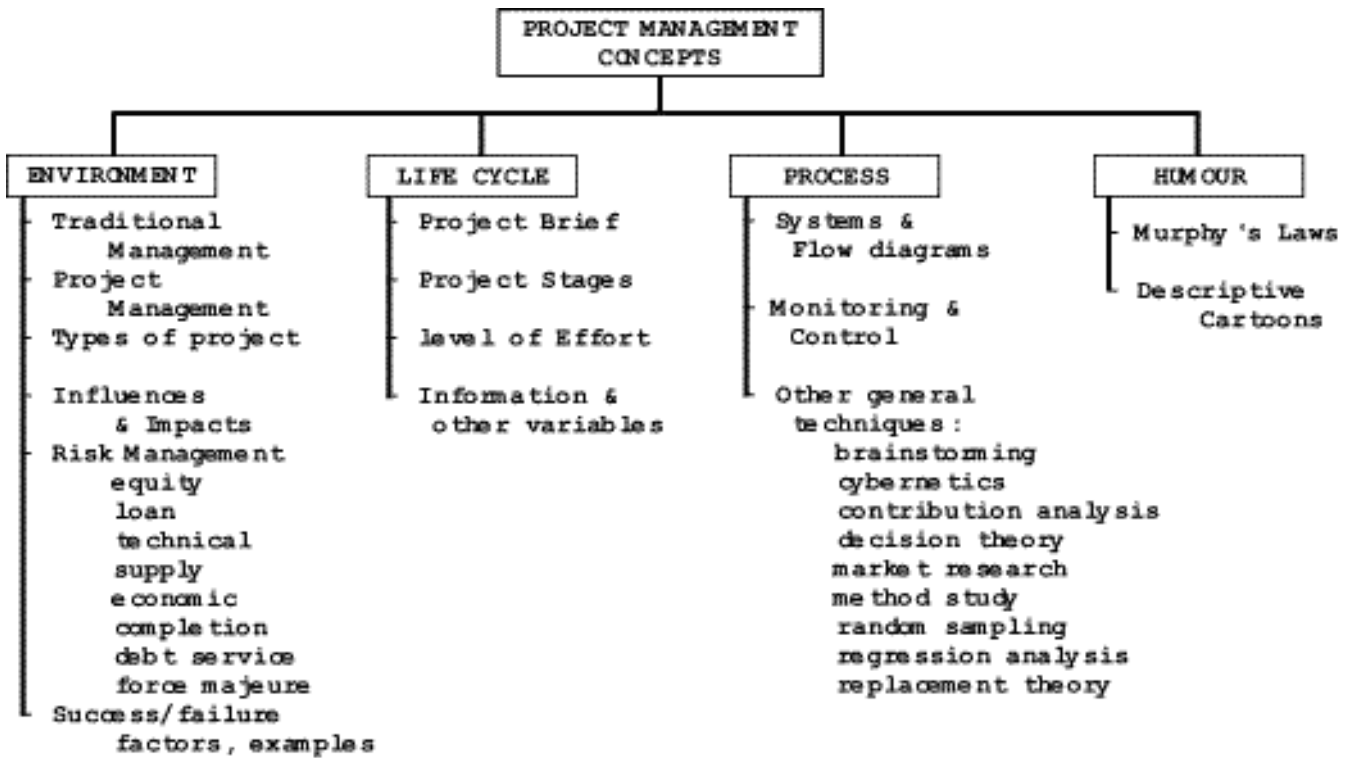 PROJECT MANAGEMENT
CONCEPTS
ENVIRONMENT
Traditional
Management
Project
Management
Types of project
Influences
& Impacts
Risk Management
equity
loan
technical
supply
economic
completion
debt service
force majeure
Success/failure
factors, examples
LIFE CYCLE
Project Brief
Project Stages
level of Effort
Information &
other variables
PROCESS
Systems &
Flow diagrams
Monitoring &
Control
Other general
techniques:
brainstorming
cybernetics
contribution analysis
decision theory
market research
method study
random sampling
regression analysis
replacement theory
HUMOUR
Murphy's Laws
Descriptive
Cartoons